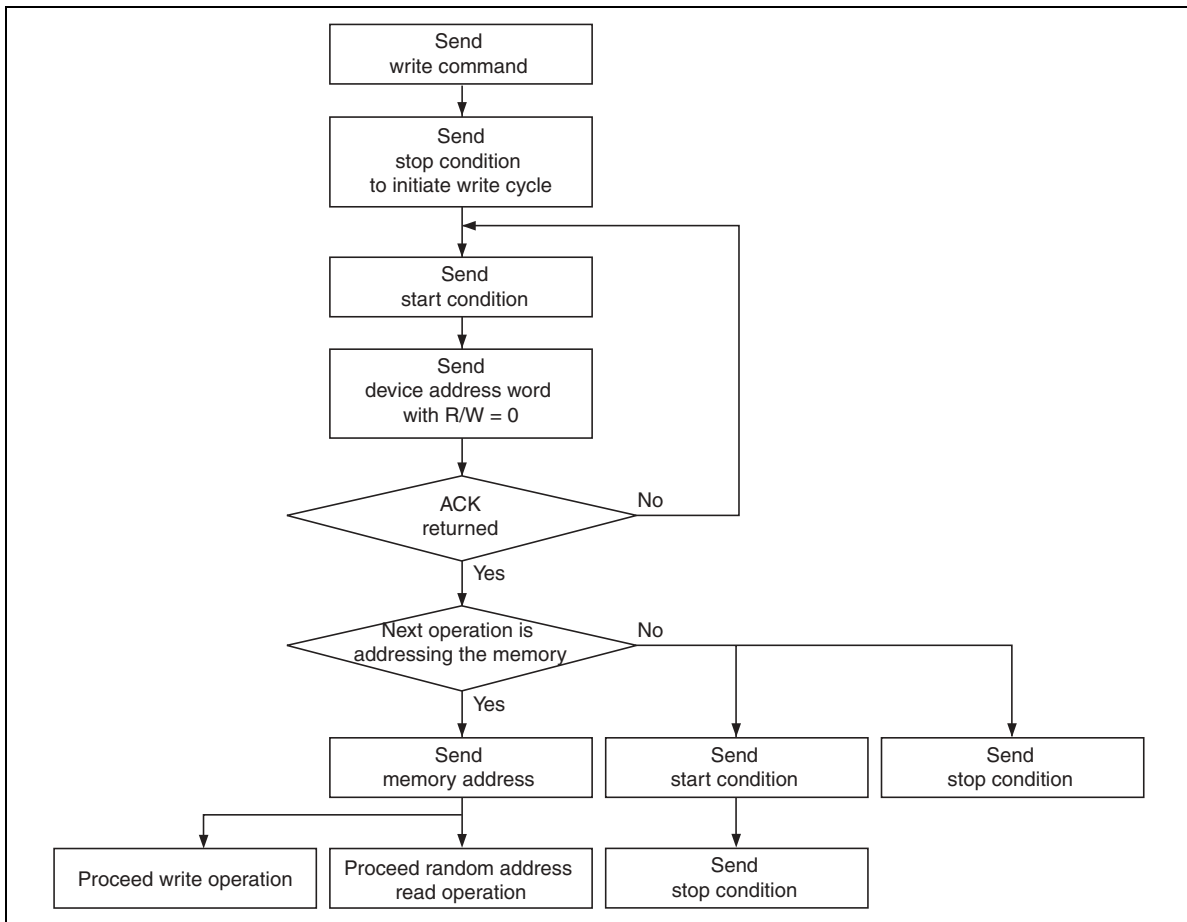 Send
write command
Send
stop condition
to initiate write cycle
Send
start condition
Send
device address word
with R/W = 0
ACK
returned
No
Yes
Next operation is
addressing the memory
No
Yes
Send
memory address
Send
start condition
Send
stop condition
Proceed write operation
Proceed random address
read operation
Send
stop condition